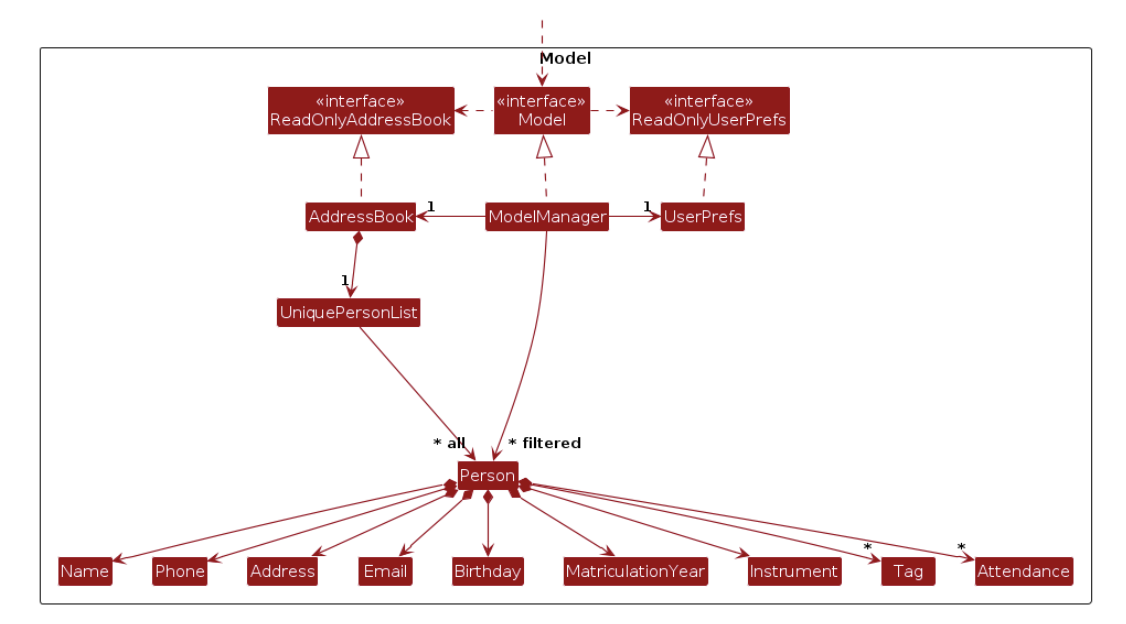 Model
«interface»
ReadOnlyAddressBook
«interface»
Model
«interface»
ReadOnlyUserPrefs
AddressBook
1
ModelManager
1
UserPrefs
1
UniquePersonList
* all
* filtered
Person
*
*
Name
Phone
Address
Email
Birthday
MatriculationYear
Instrument
Tag
Attendance